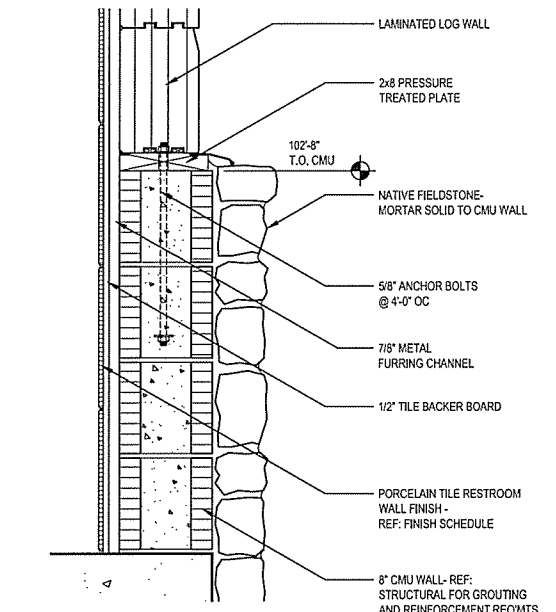 LAMINATED LOG WALL
2x8 PRESSURE
TREATED PLATE
102'-8"
T.O. CMU
NATIVE FIELDSTONE-
MORTAR SOLID TO CMU WALL
5/8" ANCHOR BOLTS
@ 4'-0" OC
7/8" METAL
FURRING CHANNEL
1/2" TILE BACKER BOARD
PORCELAIN TILE RESTROOM
WALL FINISH -
REF: FINISH SCHEDULE
8" CMU WALL- REF:
STRUCTURAL FOR GROUTING
AND REINFORCEMENT REQ'MTS